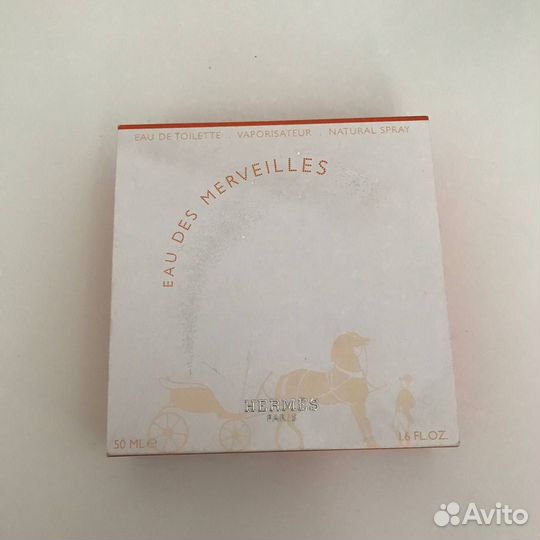 EAU DE TOILETTE . VAPORISATEUR . NATURAL SPRAY
EAU DES MERVEILLES
HERMÈS
PARIS
50 ML e 1.6 FL.OZ.
Avito